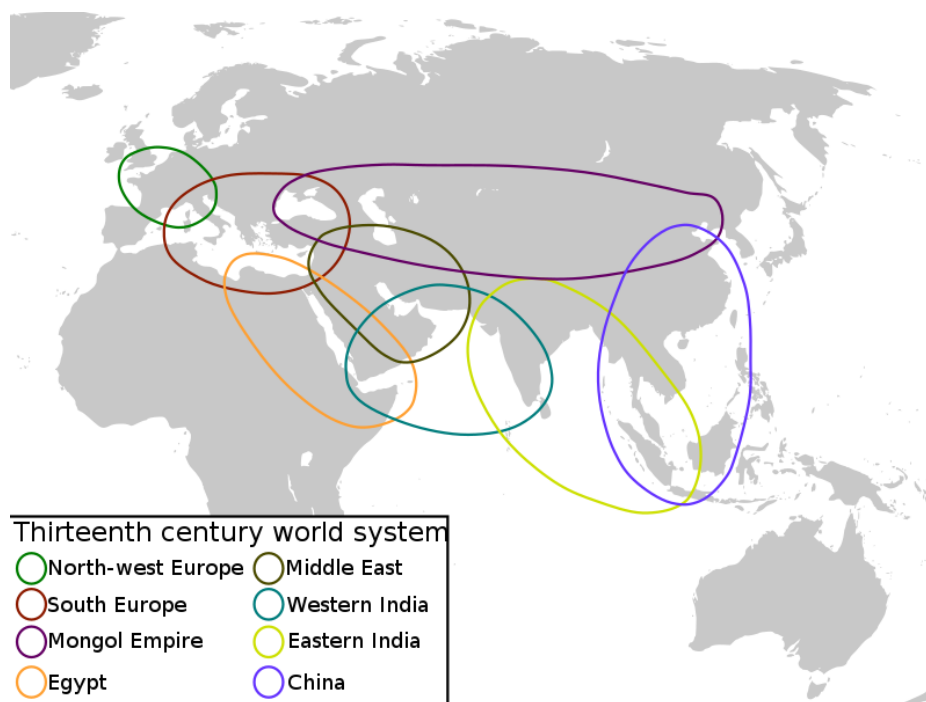 Thirteenth century world system
North-west Europe
South Europe
Mongol Empire
Egypt
Middle East
Western India
Eastern India
China